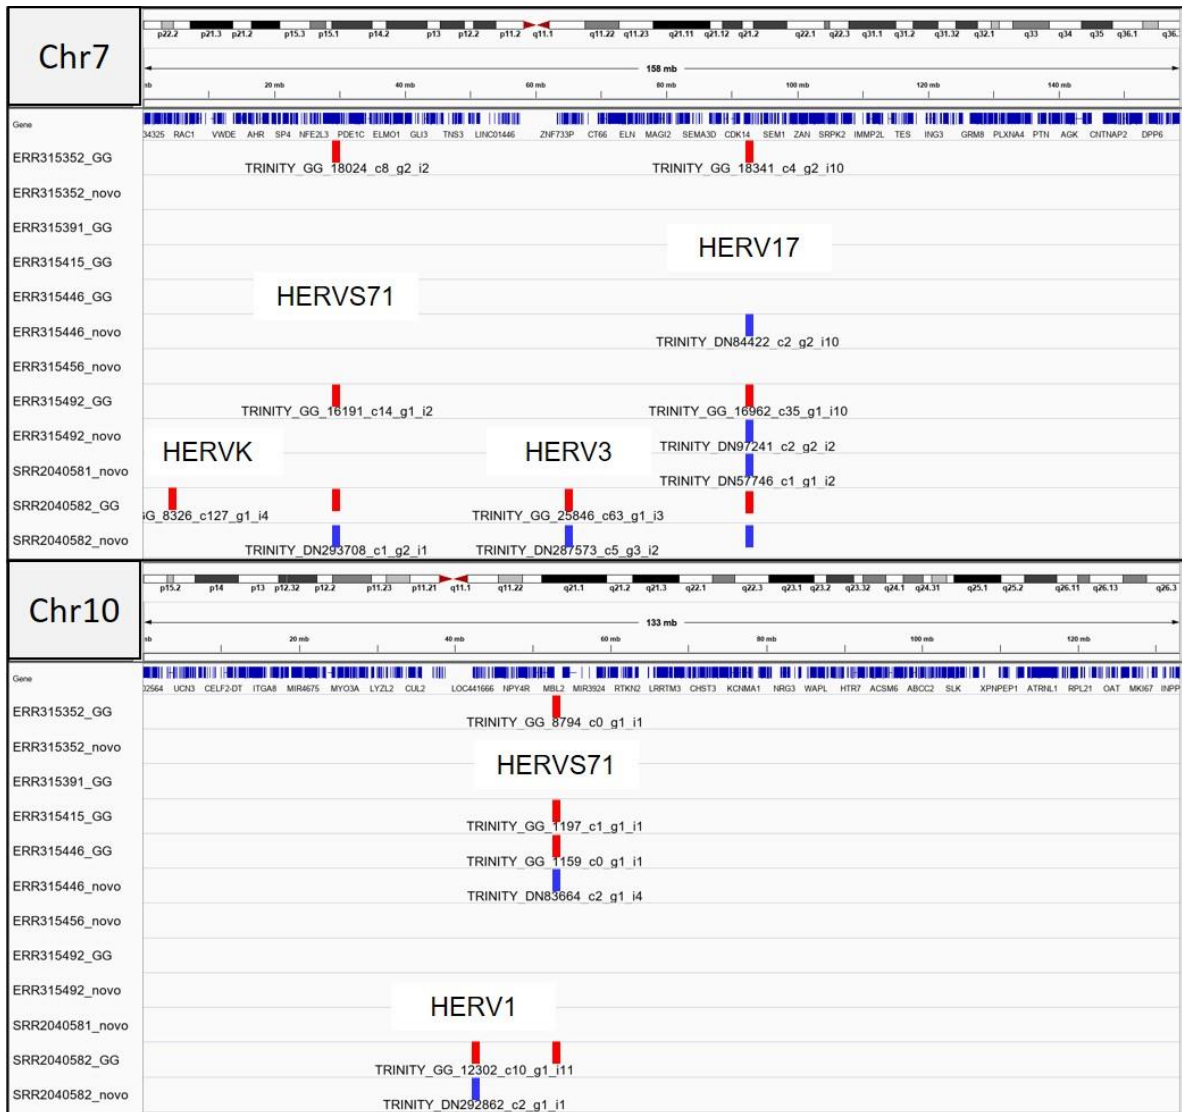 Chr7
p22.2 p21.3 p21.2 p15.3 p15.1 p14.2 p13 p12.2 p11.2 q11.1 q11.22 q11.23 q21.11 q21.12 q21.2 q22.1 q22.3 q31.1 q31.2 q31.32 q32.1 q33 q34 q35 q36.1 q36.
158 mb
20 mb 40 mb 60 mb 80 mb 100 mb 120 mb 140 mb
Gene
34325 RAC1 VWDE AHR SP4 NFE2L3 PDE1C ELMO1 GLI3 TNS3 LINC01446 ZNF733P CT66 ELN MAGI2 SEMA3D CDK14 SEM1 ZAN SRPK2 IMMP2L TES ING3 GRM8 PLXNA4 PTN AGK CNTNAP2 DPP6
ERR315352_GG
TRINITY_GG_18024_c8_g2_i2 TRINITY_GG_18341_c4_g2_i10
ERR315352_novo
ERR315391_GG
HERV17
ERR315415_GG
ERR315446_GG
HERVS71
ERR315446_novo
TRINITY_DN84422_c2_g2_i10
ERR315456_novo
ERR315492_GG
TRINITY_GG_16191_c14_g1_i2 TRINITY_GG_16962_c35_g1_i10
ERR315492_novo
HERVK HERV3
TRINITY_DN97241_c2_g2_i2
SRR2040581_novo
TRINITY_DN57746_c1_g1_i2
SRR2040582_GG
GG_8326_c127_g1_i4 TRINITY_GG_25846_c63_g1_i3
SRR2040582_novo
TRINITY_DN293708_c1_g2_i1 TRINITY_DN287573_c5_g3_i2
Chr10
p15.2 p14 p13 p12.32 p12.2 p11.23 p11.21 q11.1 q11.22 q21.1 q21.2 q21.3 q22.1 q22.3 q23.1 q23.2 q23.32 q24.1 q24.31 q25.1 q25.2 q26.11 q26.13 q26.3
133 mb
20 mb 40 mb 60 mb 80 mb 100 mb 120 mb
Gene
02564 UCN3 CELF2-DT ITGA8 MIR4675 MYO3A LYZL2 CUL2 LOC441666 NPY4R MBL2 MIR3924 RTKN2 LRRTM3 CHST3 KCNMA1 NRG3 WAPL HTR7 ACSM6 ABCC2 SLK XPNPEP1 ATRNL1 RPL21 OAT MKI67 INPP
ERR315352_GG
TRINITY_GG_8794_c0_g1_i1
ERR315352_novo
HERVS71
ERR315391_GG
ERR315415_GG
TRINITY_GG_1197_c1_g1_i1
ERR315446_GG
TRINITY_GG_1159_c0_g1_i1
ERR315446_novo
TRINITY_DN83664_c2_g1_i4
ERR315456_novo
ERR315492_GG
ERR315492_novo
HERV1
SRR2040581_novo
SRR2040582_GG
TRINITY_GG_12302_c10_g1_i11
SRR2040582_novo
TRINITY_DN292862_c2_g1_i1